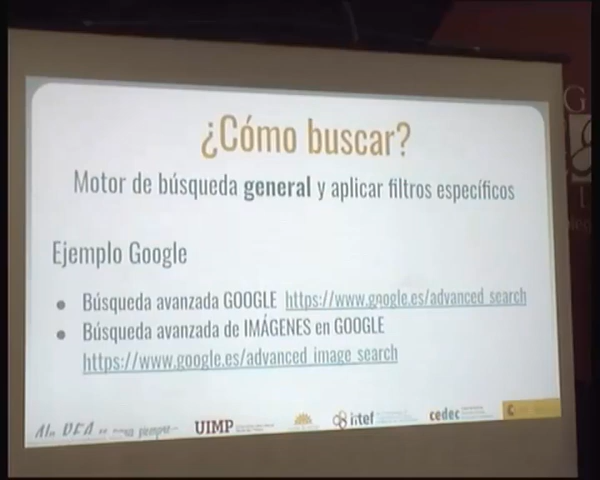 ¿Cómo buscar?
Motor de búsqueda general y aplicar filtros específicos
Ejemplo Google
● Búsqueda avanzada GOOGLE https://www.google.es/advanced_search
● Búsqueda avanzada de IMÁGENES en GOOGLE
https://www.google.es/advanced_image_search
UIMP intef cedec